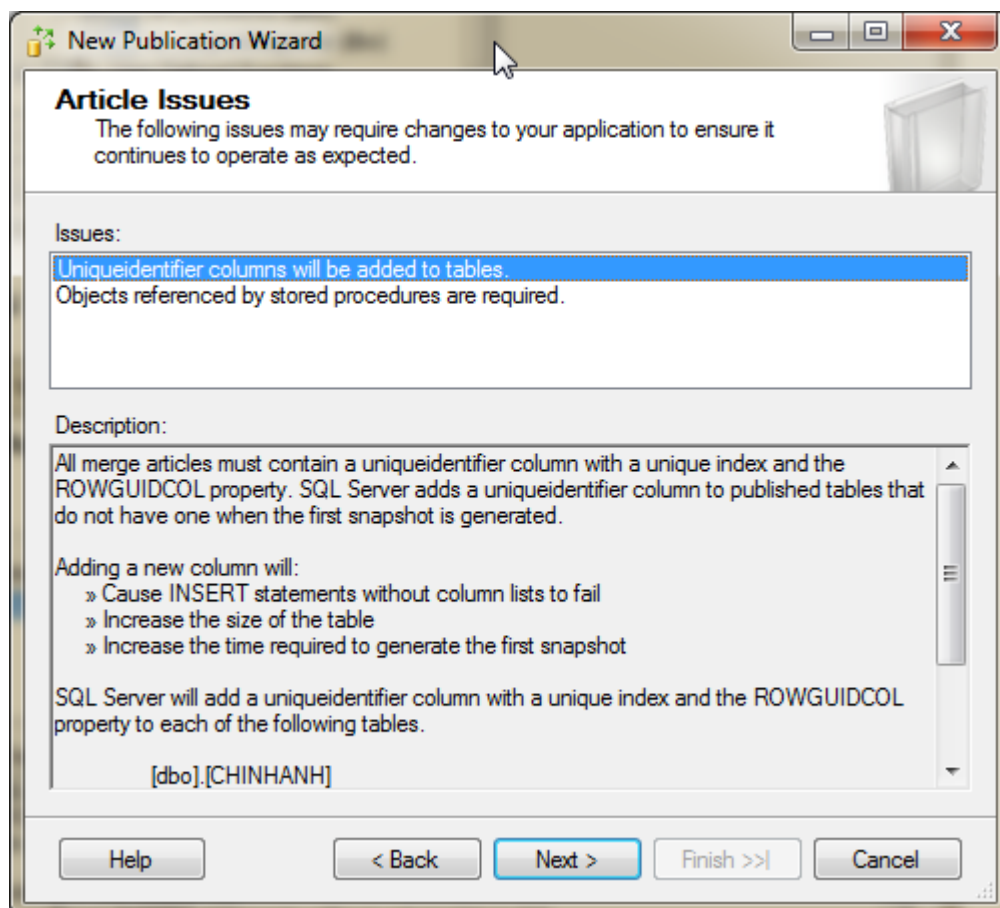 New Publication Wizard
Article Issues
The following issues may require changes to your application to ensure it
continues to operate as expected.
Issues:
Uniqueidentifier columns will be added to tables.
Objects referenced by stored procedures are required.
Description:
All merge articles must contain a uniqueidentifier column with a unique index and the
ROWGUIDCOL property. SQL Server adds a uniqueidentifier column to published tables that
do not have one when the first snapshot is generated.
Adding a new column will:
» Cause INSERT statements without column lists to fail
» Increase the size of the table
» Increase the time required to generate the first snapshot
SQL Server will add a uniqueidentifier column with a unique index and the ROWGUIDCOL
property to each of the following tables.
[dbo].[CHINHANH]
Help < Back Next > Finish >>| Cancel